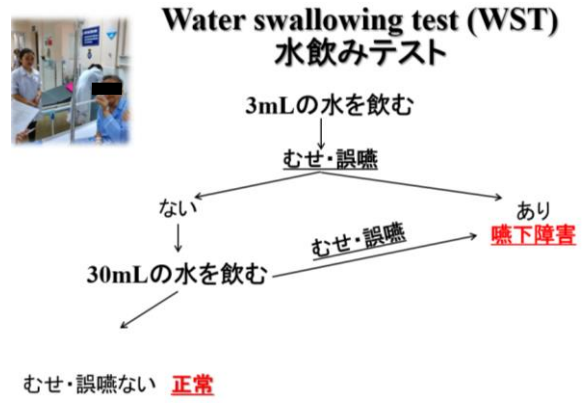 Water swallowing test (WST)
水飲みテスト
3mLの水を飲む
むせ・誤嚥
ない
あり
嚥下障害
むせ・誤嚥
30mLの水を飲む
むせ・誤嚥ない 正常